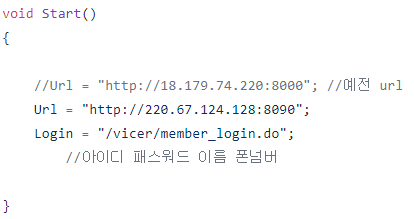 void Start()
{
//Url = "http://18.179.74.220:8000"; //예전 url
Url = "http://220.67.124.128:8090";
Login = "/vicer/member_login.do";
//아이디 패스워드 이름 폰넘버
}